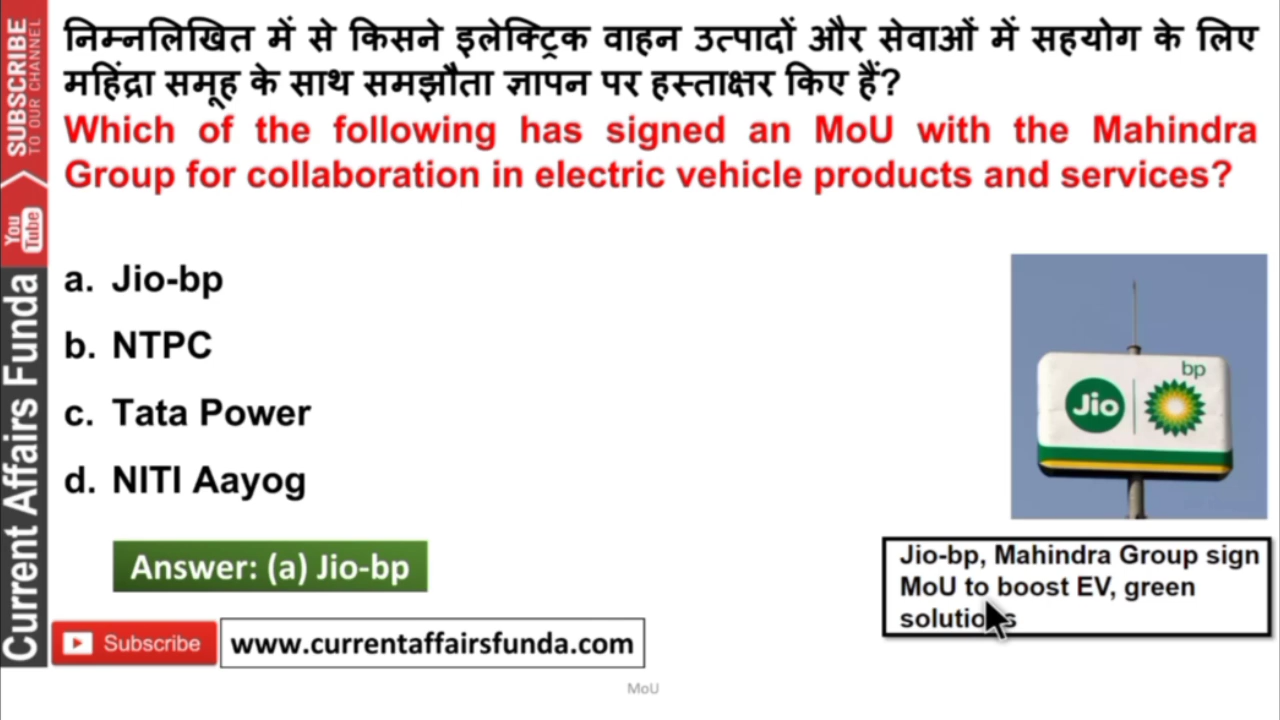 निम्नलिखित में से किसने इलेक्ट्रिक वाहन उत्पादों और सेवाओं में सहयोग के लिए
महिंद्रा समूह के साथ समझौता ज्ञापन पर हस्ताक्षर किए हैं?
Which of the following has signed an MoU with the Mahindra
Group for collaboration in electric vehicle products and services?
a. Jio-bp
b. NTPC
c. Tata Power
d. NITI Aayog
Answer: (a) Jio-bp
bp
Jio
Jio-bp, Mahindra Group sign
MoU to boost EV, green
solutions
Subscribe
www.currentaffairsfunda.com
MoU
SUBSCRIBE
TO OUR CHANNEL
You
Tube
Current Affairs Funda